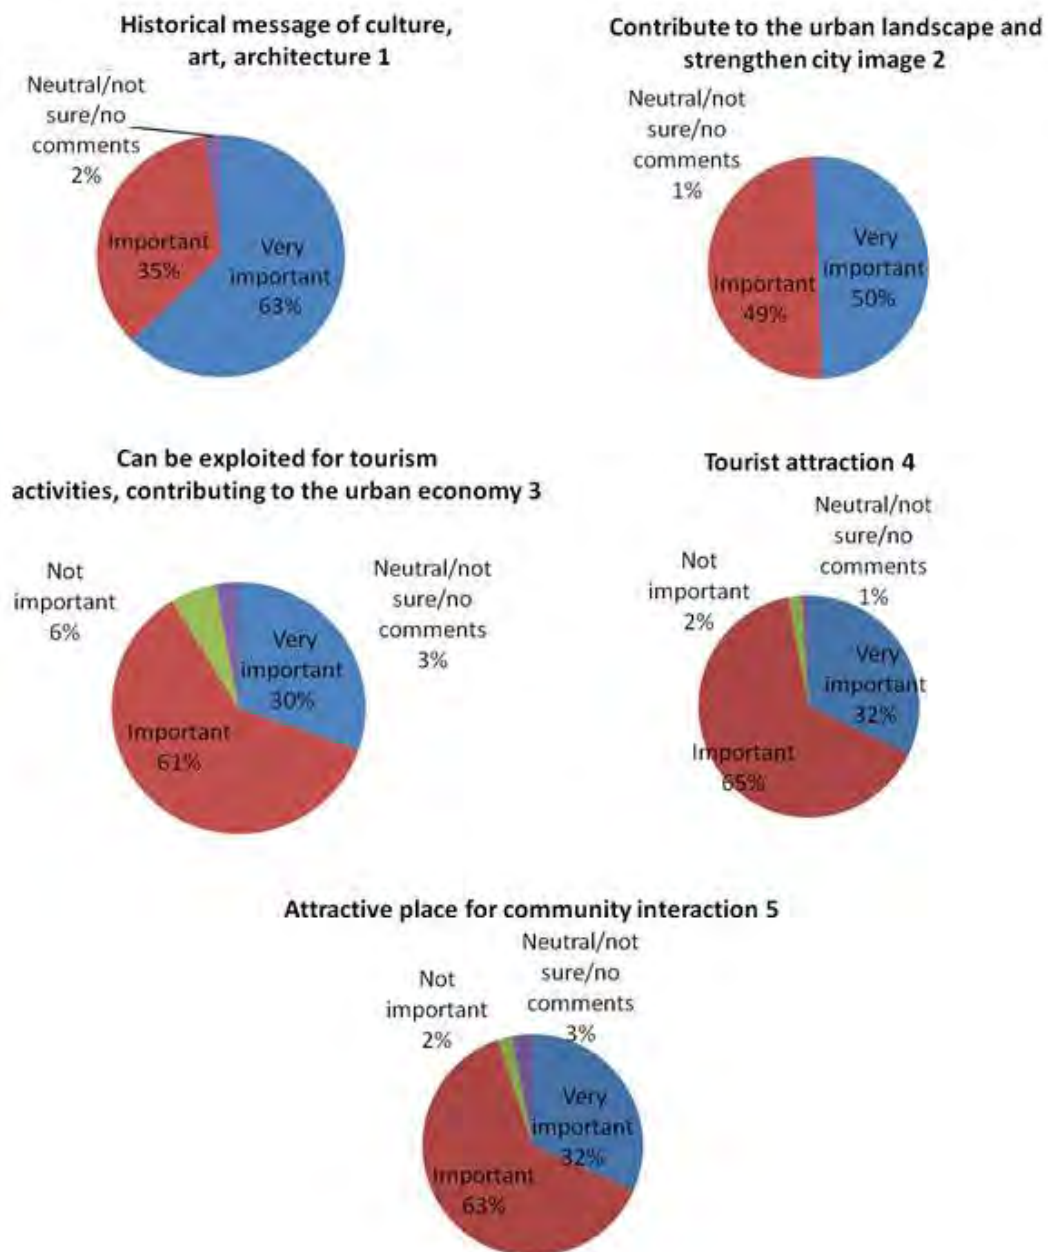 Historical message of culture,
art, architecture 1
Neutral/not
sure/no
comments
2%
Important
35%
Very
important
63%
Contribute to the urban landscape and
strengthen city image 2
Neutral/not
sure/no
comments
1%
Important
49%
Very
important
50%
Can be exploited for tourism
activities, contributing to the urban economy 3
Not
important
6%
Neutral/not
sure/no
comments
3%
Very
important
30%
Important
61%
Tourist attraction 4
Neutral/not
sure/no
comments
1%
Not
important
2%
Very
important
32%
Important
65%
Attractive place for community interaction 5
Neutral/not
sure/no
comments
3%
Not
important
2%
Very
important
32%
Important
63%